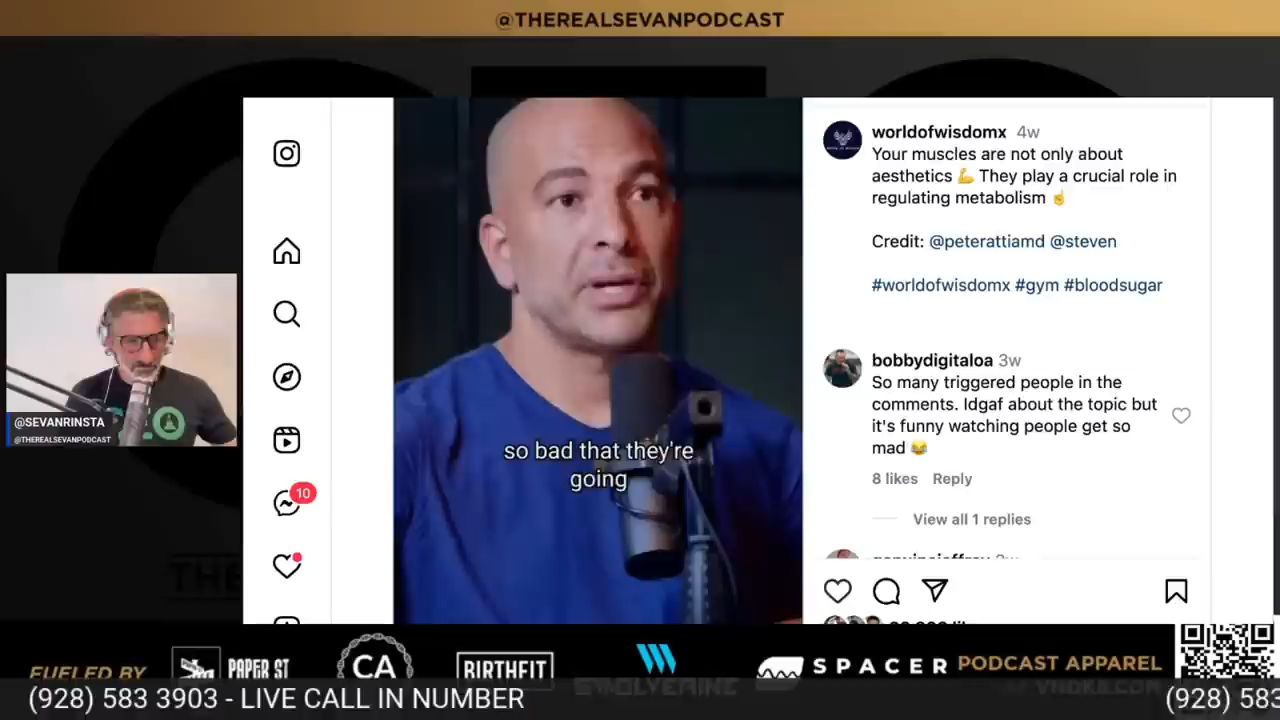 @THEREALSEVANPODCAST
worldofwisdomx 4w
Your muscles are not only about
aesthetics 💪 They play a crucial role in
regulating metabolism ☝
Credit: @peterattiamd @steven
#worldofwisdomx #gym #bloodsugar
bobbydigitaloa 3w
So many triggered people in the
comments. Idgaf about the topic but
it's funny watching people get so
mad 😂
8 likes Reply
View all 1 replies
10
so bad that they're
going
@SEVANRINSTA
@THEREALSEVANPODCAST
THE
FUELED BY
PAPER ST
CA
BIRTHFIT
SPACER
PODCAST APPAREL
(928) 583 3903 - LIVE CALL IN NUMBER
(928) 583